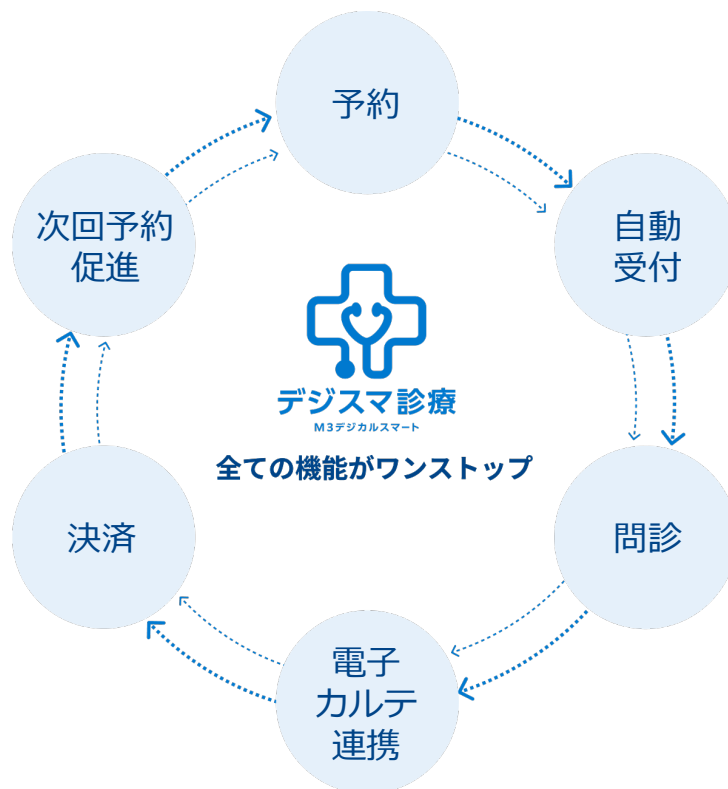 予約
自動
受付
問診
電子
カルテ
連携
決済
次回予約
促進
デジスマ診療
M3デジカルスマート
全ての機能がワンストップ